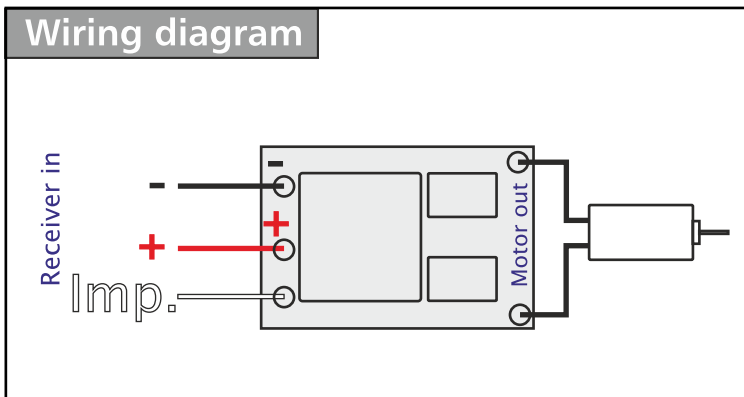 Wiring diagram
Receiver in
-
+
Imp.
-
+
Motor out